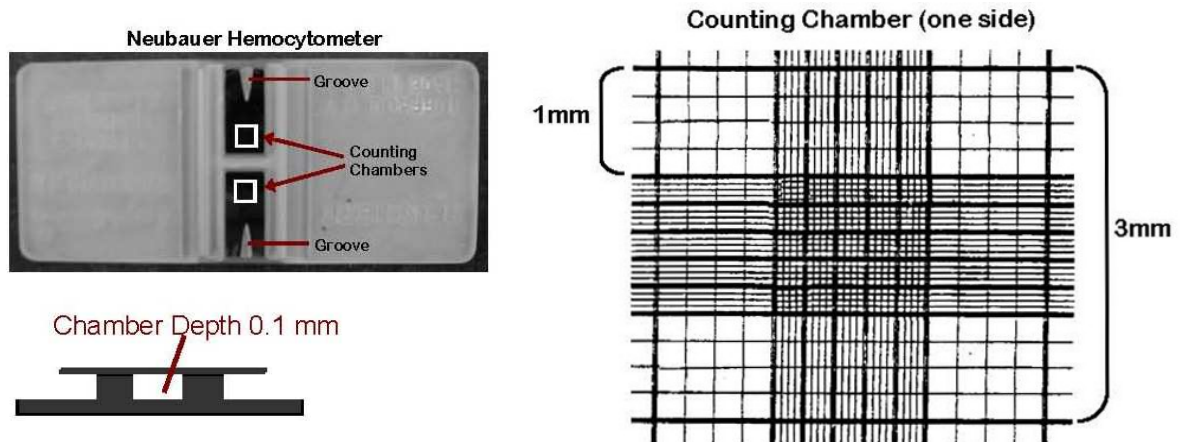 Neubauer Hemocytometer
Groove
Counting
Chambers
Groove
Chamber Depth 0.1 mm
Counting Chamber (one side)
1mm
3mm